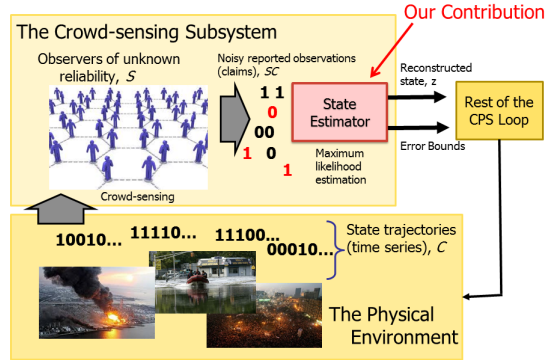 Our Contribution
The Crowd-sensing Subsystem
Observers of unknown
reliability, S
Noisy reported observations
(claims), SC
1 1
0
00
1 0
1
State
Estimator
Maximum
likelihood
estimation
Reconstructed
state, z
Error Bounds
Rest of the
CPS Loop
Crowd-sensing
10010...
11110...
11100...
00010...
State trajectories
(time series), C
The Physical
Environment